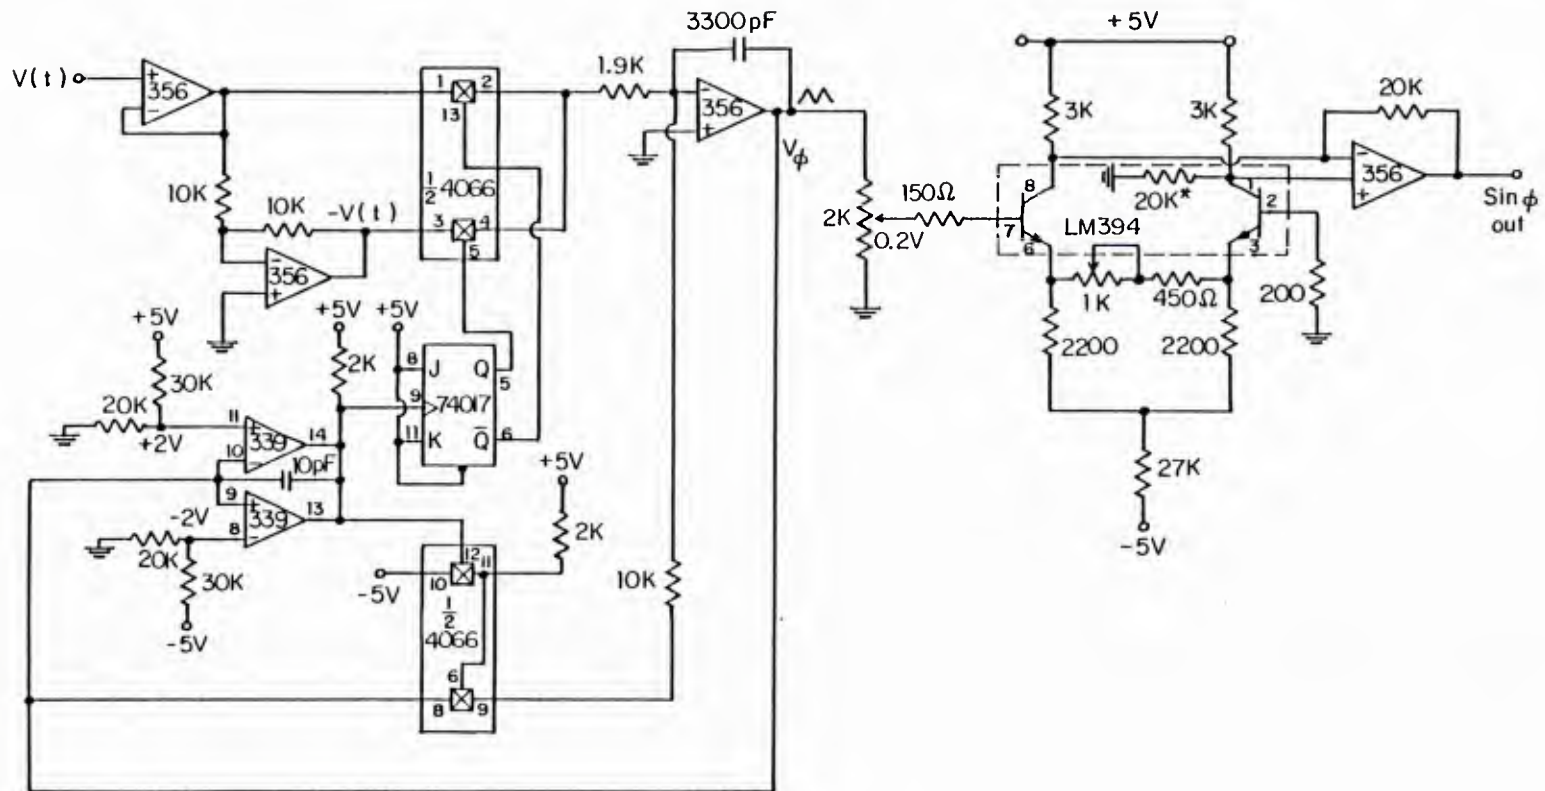 3300pF
+5V
V(t)
+
356
-
1.9K
-
356
+
Vϕ
1
2
13
½ 4066
3
4
5
10K
10K
-V(t)
-
356
+
3K
3K
20K
-
356
+
Sin ϕ
out
8
1
20K*
2
150Ω
2K
0.2V
7
LM394
6
3
1K
450Ω
200
2200
2200
27K
-5V
+5V
30K
20K
+2V
+5V
2K
+5V
8
J
Q
5
9
74017
11
K
Q̅
6
11
+
339
14
10
-
10pF
9
+
339
13
-2V
8
-
20K
30K
-5V
+5V
2K
12
11
10
-5V
½
4066
6
8
9
10K